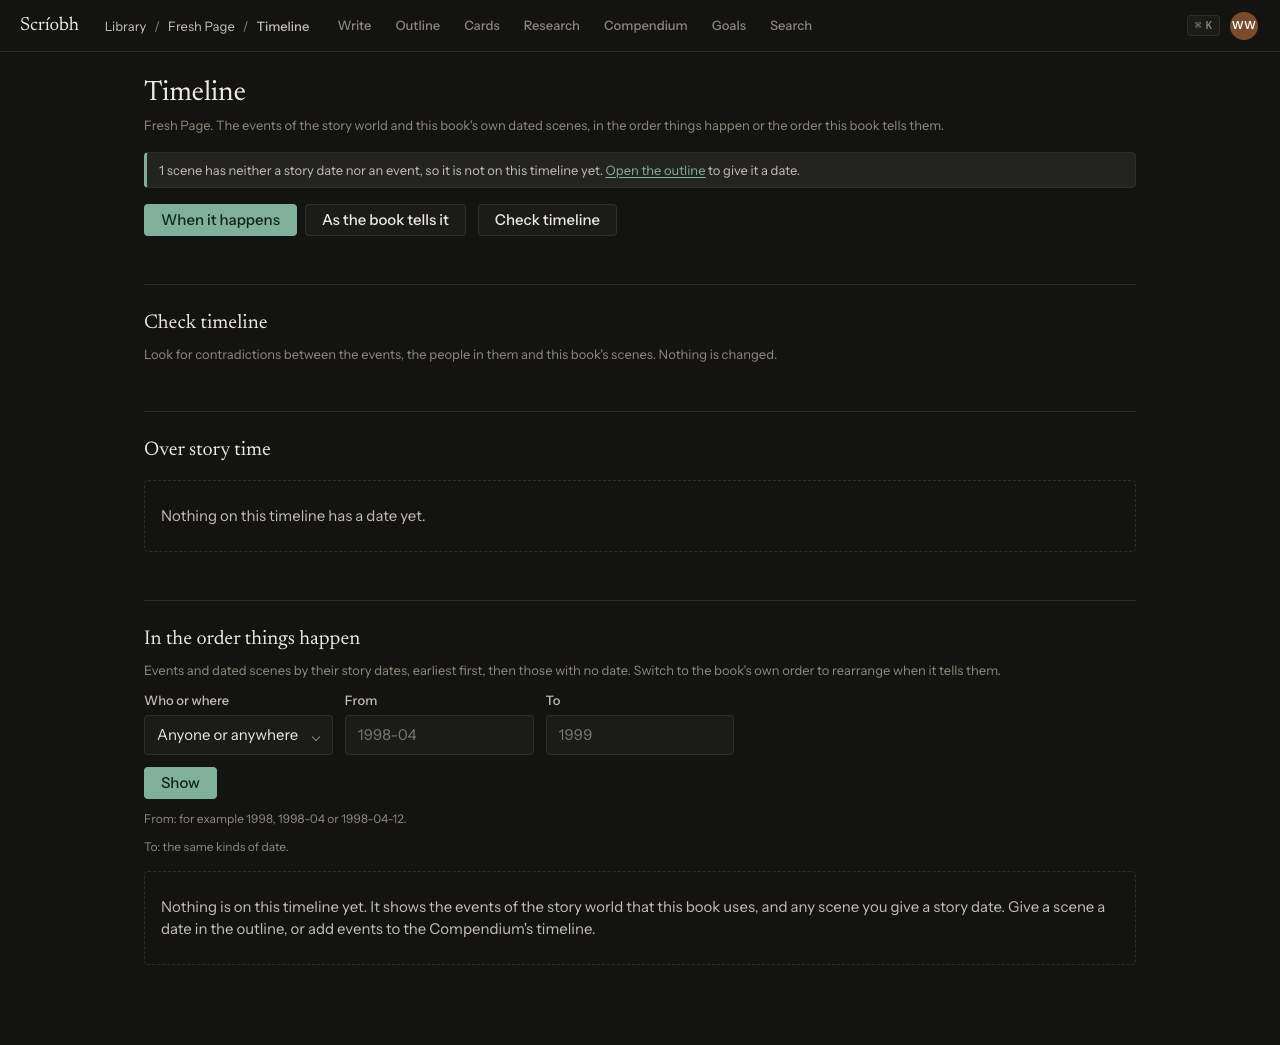 Scríobh
Library / Fresh Page / Timeline
Write
Outline
Cards
Research
Compendium
Goals
Search
⌘ K
WW
Timeline
Fresh Page. The events of the story world and this book's own dated scenes, in the order things happen or the order this book tells them.
1 scene has neither a story date nor an event, so it is not on this timeline yet. Open the outline to give it a date.
When it happens
As the book tells it
Check timeline
Check timeline
Look for contradictions between the events, the people in them and this book's scenes. Nothing is changed.
Over story time
Nothing on this timeline has a date yet.
In the order things happen
Events and dated scenes by their story dates, earliest first, then those with no date. Switch to the book's own order to rearrange when it tells them.
Who or where
From
To
Anyone or anywhere
1998-04
1999
Show
From: for example 1998, 1998-04 or 1998-04-12.
To: the same kinds of date.
Nothing is on this timeline yet. It shows the events of the story world that this book uses, and any scene you give a story date. Give a scene a
date in the outline, or add events to the Compendium's timeline.